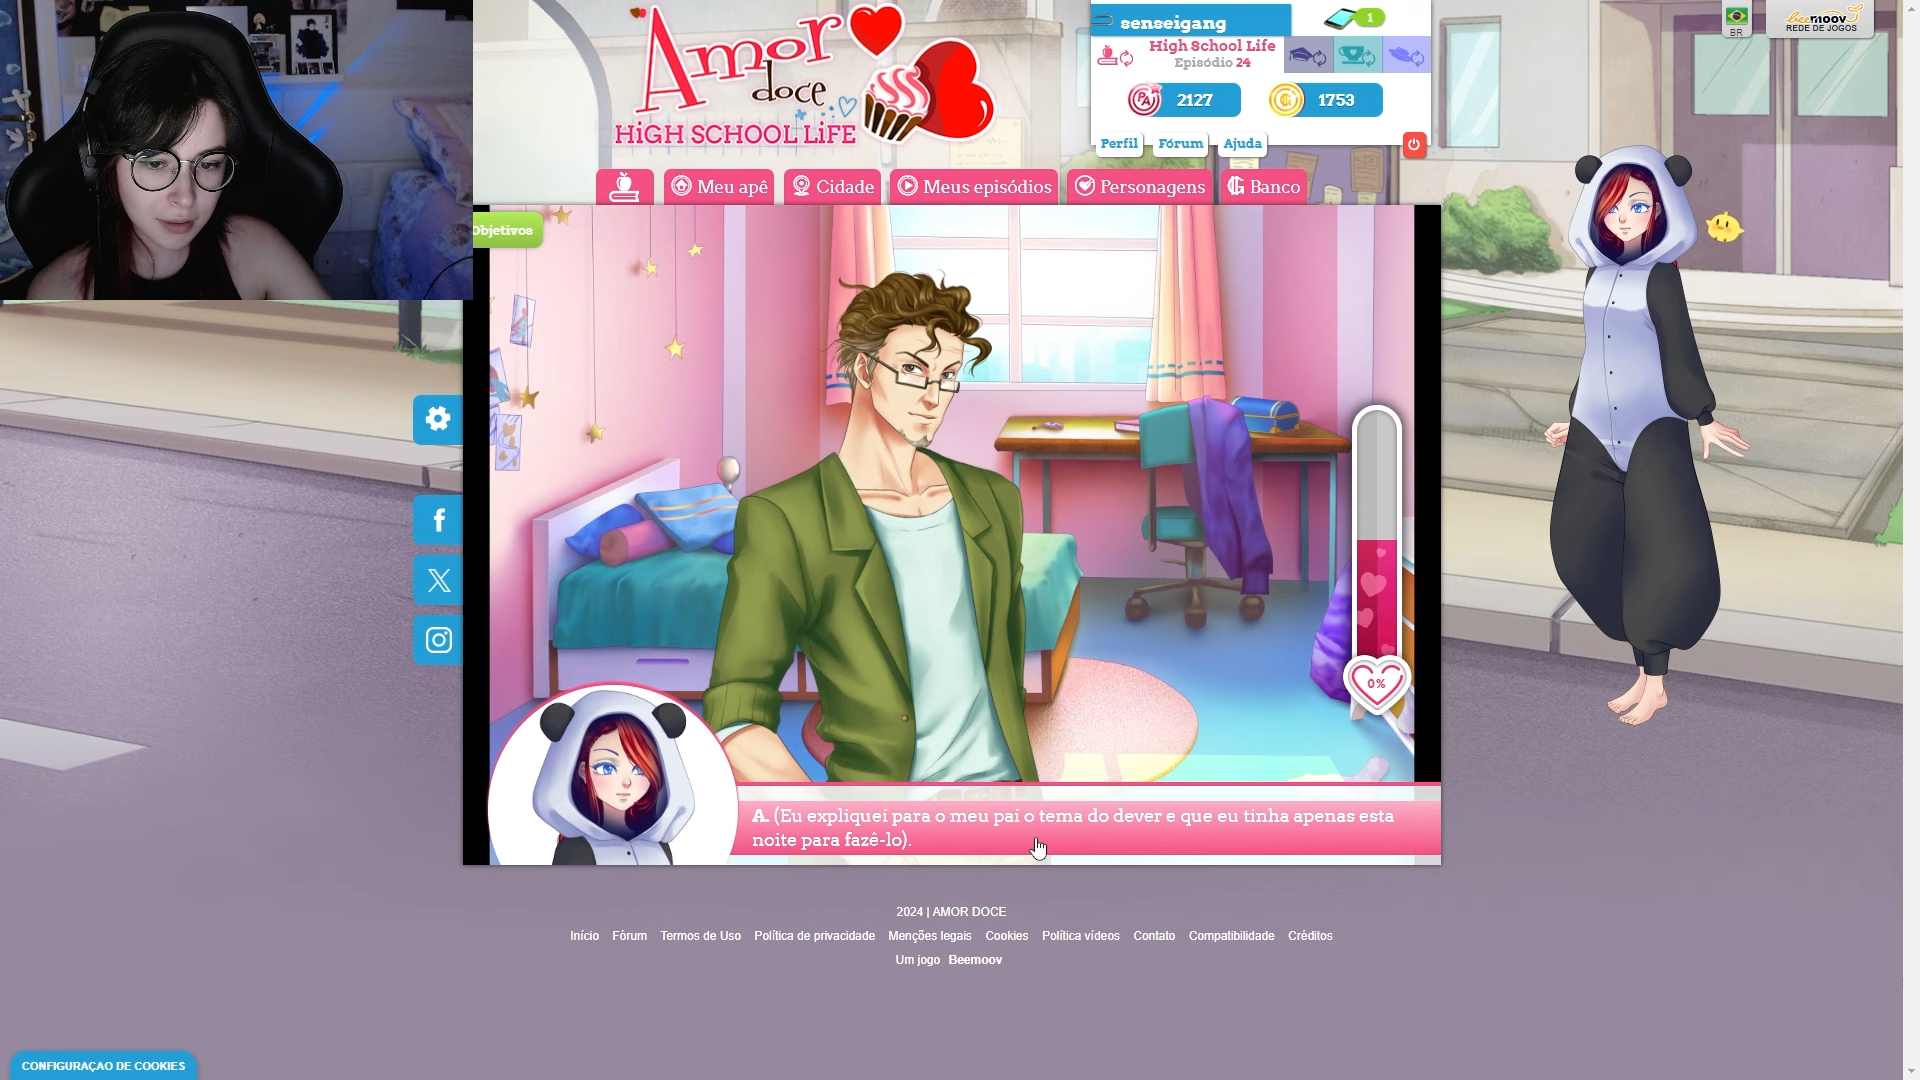 Amor
doce
HiGH SCHOOL LiFE
senseigang
1
High School Life
Episódio 24
PA 2127
1753
Perfil
Fórum
Ajuda
BR
beemoov
REDE DE JOGOS
Meu apê
Cidade
Meus episódios
Personagens
Banco
Objetivos
0%
A. (Eu expliquei para o meu pai o tema do dever e que eu tinha apenas esta
noite para fazê-lo).
2024 | AMOR DOCE
Início Fórum Termos de Uso Política de privacidade Menções legais Cookies Política vídeos Contato Compatibilidade Créditos
Um jogo Beemoov
CONFIGURAÇAO DE COOKIES